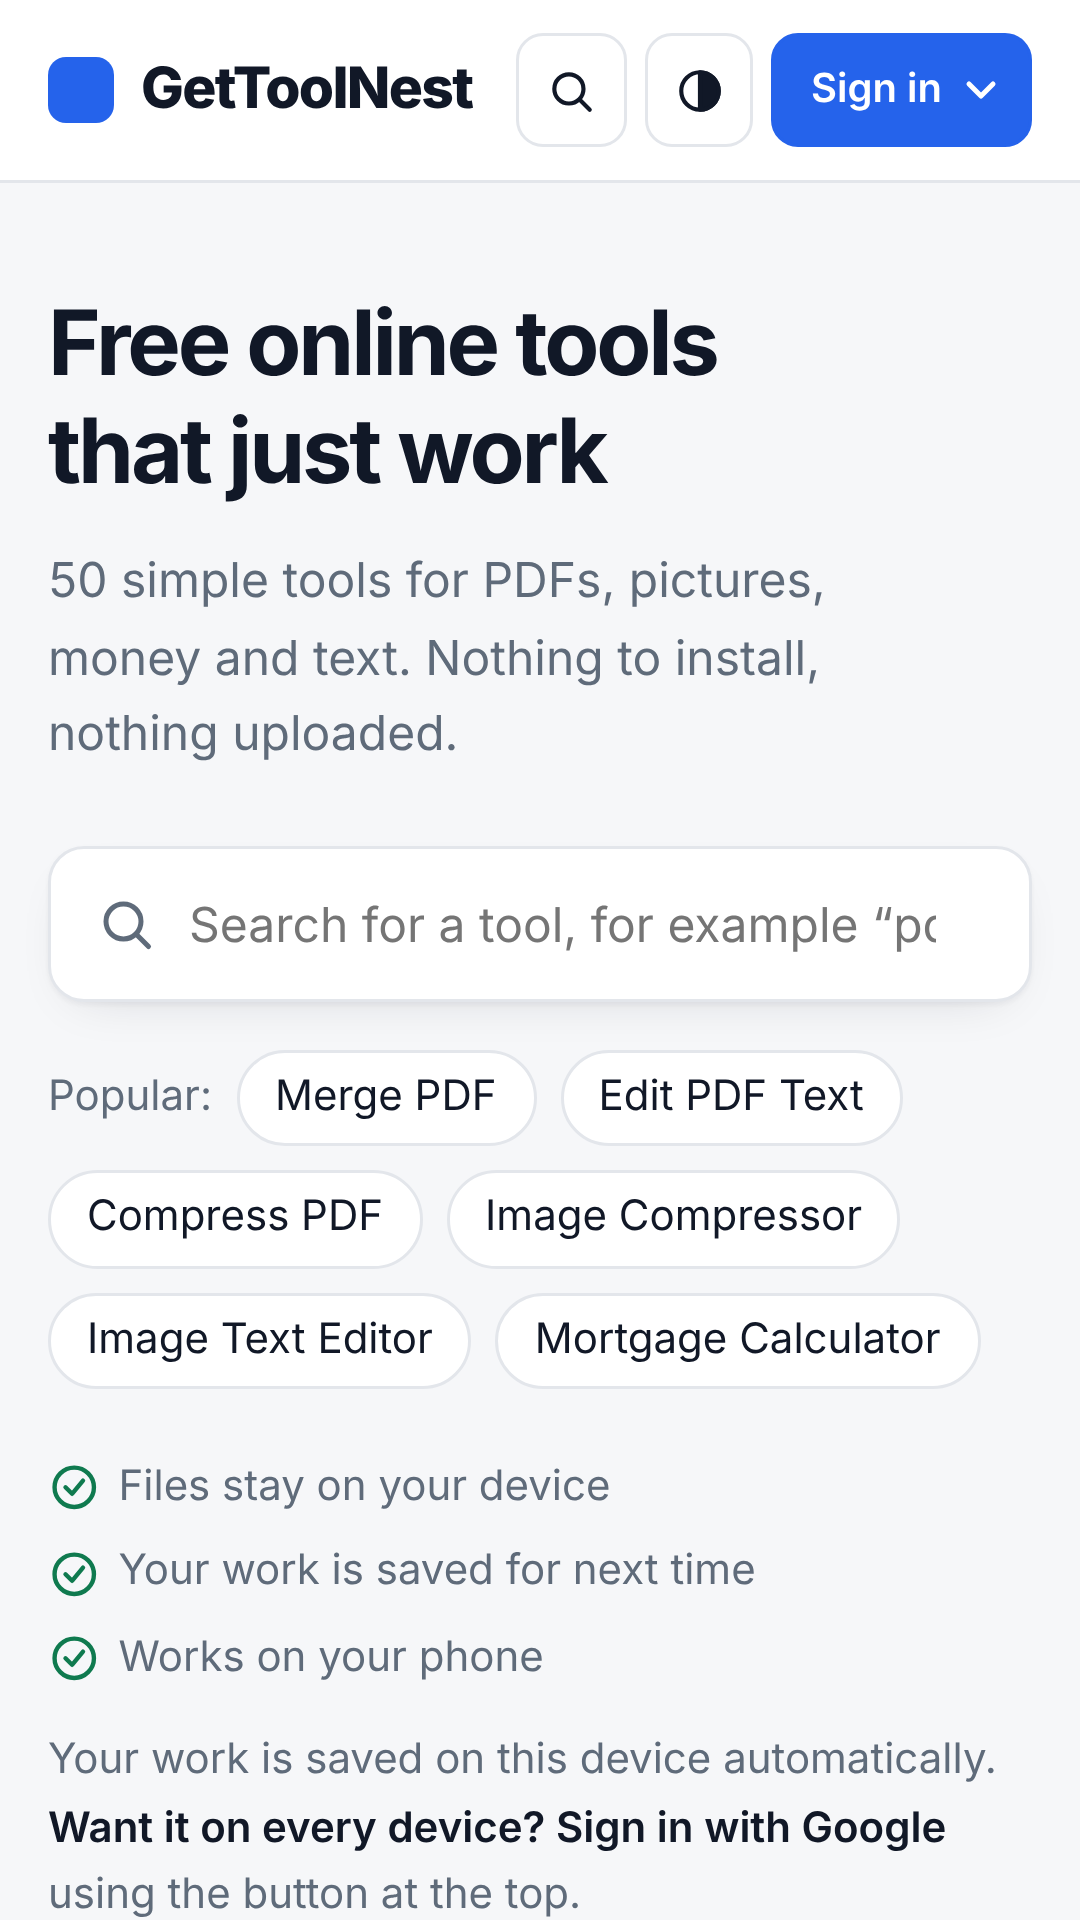 GetToolNest
Sign in
Free online tools
that just work
50 simple tools for PDFs, pictures,
money and text. Nothing to install,
nothing uploaded.
Search for a tool, for example “po
Popular:
Merge PDF
Edit PDF Text
Compress PDF
Image Compressor
Image Text Editor
Mortgage Calculator
Files stay on your device
Your work is saved for next time
Works on your phone
Your work is saved on this device automatically.
Want it on every device? Sign in with Google
using the button at the top.